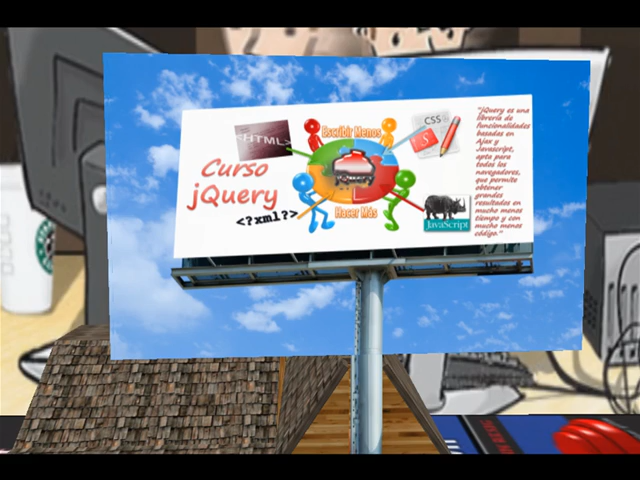 Escribir Menos
CSS
<HTML>
S
Curso
jQuery
<?xml?>
Hacer Más
JavaScript
"jQuery es una
librería de
funcionalidades
basadas en
Ajax y
Javascript,
apta para
todos los
navegadores,
que permite
obtener
grandes
resultados en
mucho menos
tiempo y con
mucho menos
código."